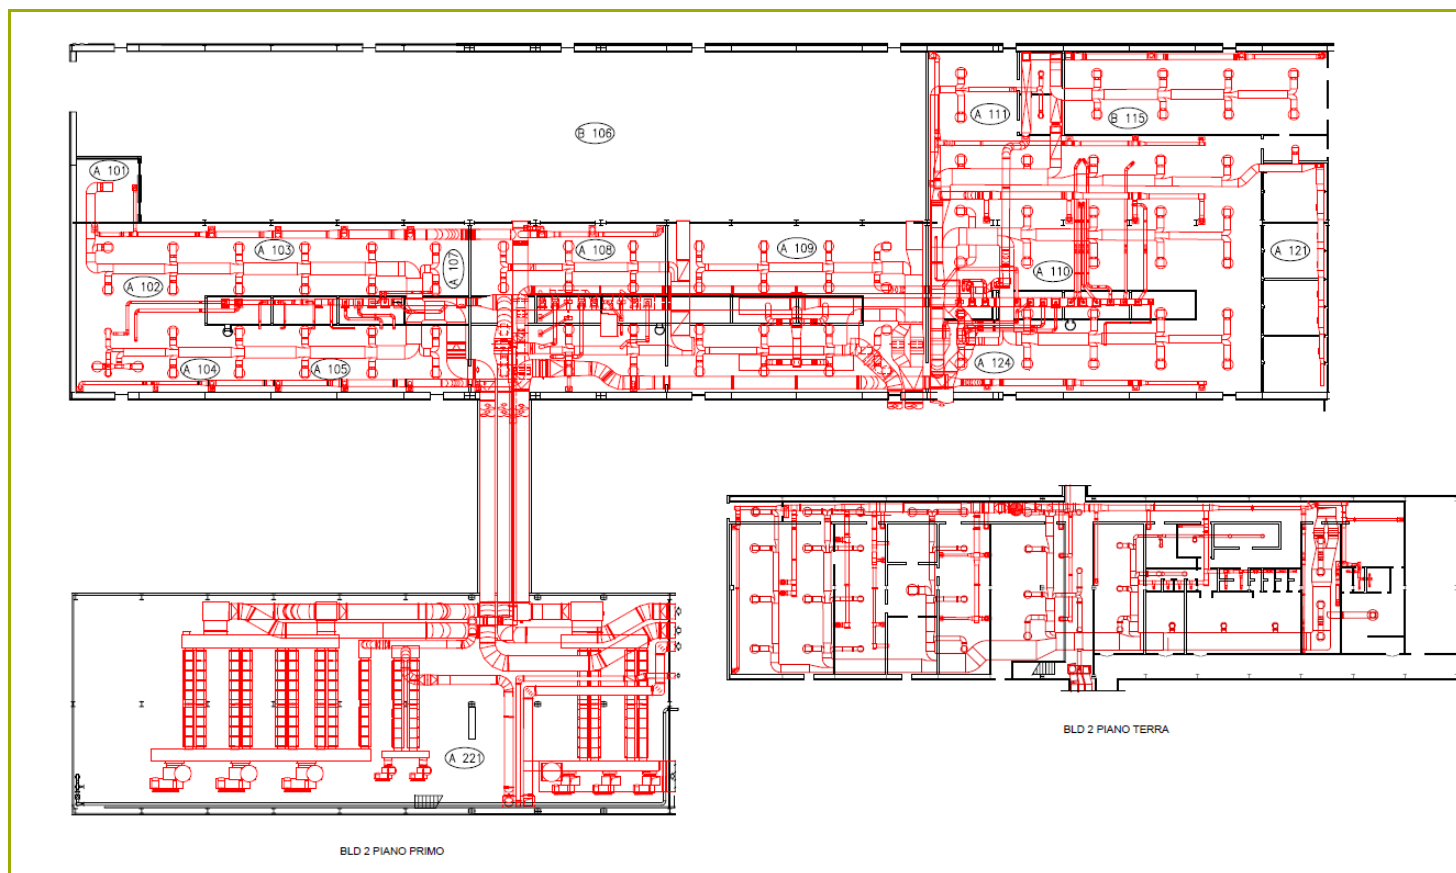 B 106
A 111
B 115
A 101
A 103
A 107
A 108
A 109
A 121
A 102
A 110
A 104
A 105
A 124
BLD 2 PIANO TERRA
A 221
BLD 2 PIANO PRIMO